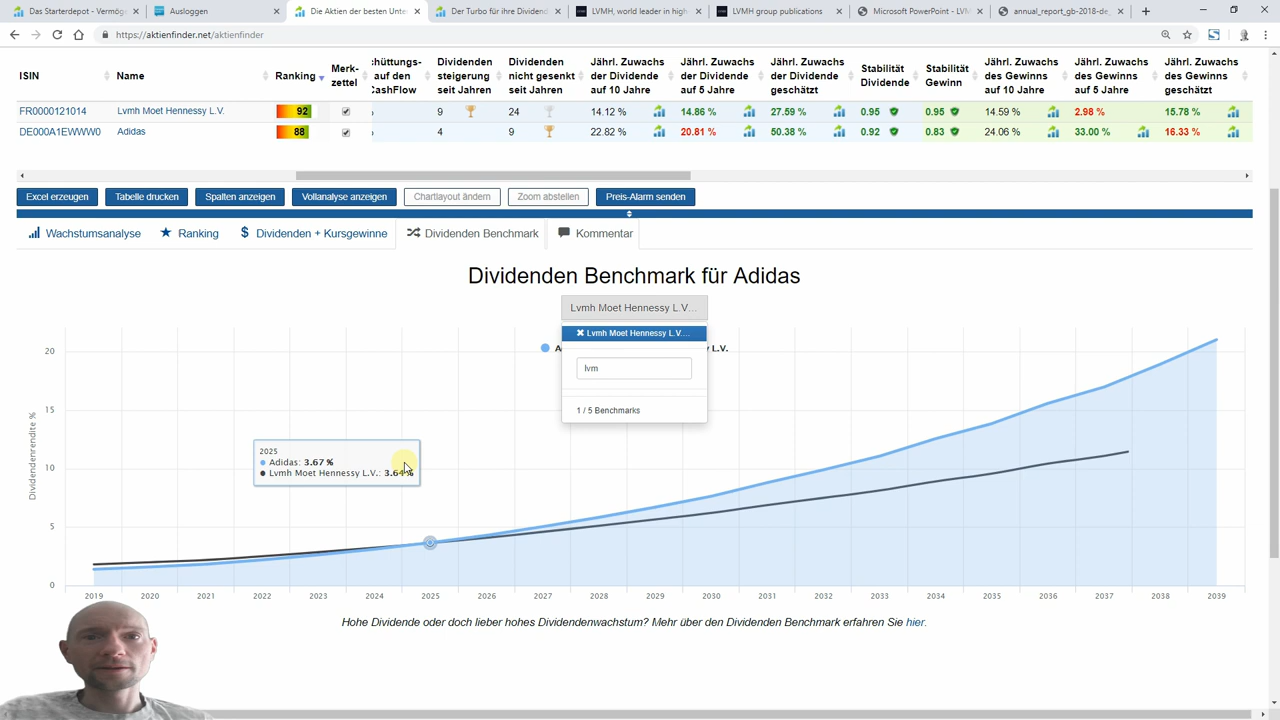 Das Starterdepot - Vermög
Ausloggen
Die Aktien der besten Unte
Der Turbo für ihre Dividend
LVMH, world leader in high
LVMH group publications
Microsoft PowerPoint - LVM
annual_report_gb-2018-de_
https://aktienfinder.net/aktienfinder
ISIN
Name
Ranking
Merk-
zettel
chüttungs-
auf den
CashFlow
Dividenden
steigerung
seit Jahren
Dividenden
nicht gesenkt
seit Jahren
Jährl. Zuwachs
der Dividende
auf 10 Jahre
Jährl. Zuwachs
der Dividende
auf 5 Jahre
Jährl. Zuwachs
der Dividende
geschätzt
Stabilität
Dividende
Stabilität
Gewinn
Jährl. Zuwachs
des Gewinns
auf 10 Jahre
Jährl. Zuwachs
des Gewinns
auf 5 Jahre
Jährl. Zuwachs
des Gewinns
geschätzt
FR0000121014 Lvmh Moet Hennessy L.V. 92 9 24 14.12 % 14.86 % 27.59 % 0.95 0.95 14.59 % 2.98 % 15.78 %
DE000A1EWWW0 Adidas 88 4 9 22.82 % 20.81 % 50.38 % 0.92 0.83 24.06 % 33.00 % 16.33 %
Excel erzeugen
Tabelle drucken
Spalten anzeigen
Vollanalyse anzeigen
Chartlayout ändern
Zoom abstellen
Preis-Alarm senden
Wachstumsanalyse
Ranking
$ Dividenden + Kursgewinne
Dividenden Benchmark
Kommentar
Dividenden Benchmark für Adidas
Lvmh Moet Hennessy L.V...
✖ Lvmh Moet Hennessy L.V....
A
L.V.
lvm
1 / 5 Benchmarks
Dividendenrendite %
20
15
10
5
0
2025
Adidas: 3.67 %
Lvmh Moet Hennessy L.V.: 3.64 %
2019 2020 2021 2022 2023 2024 2025 2026 2027 2028 2029 2030 2031 2032 2033 2034 2035 2036 2037 2038 2039
Hohe Dividende oder doch lieber hohes Dividendenwachstum? Mehr über den Dividenden Benchmark erfahren Sie hier.